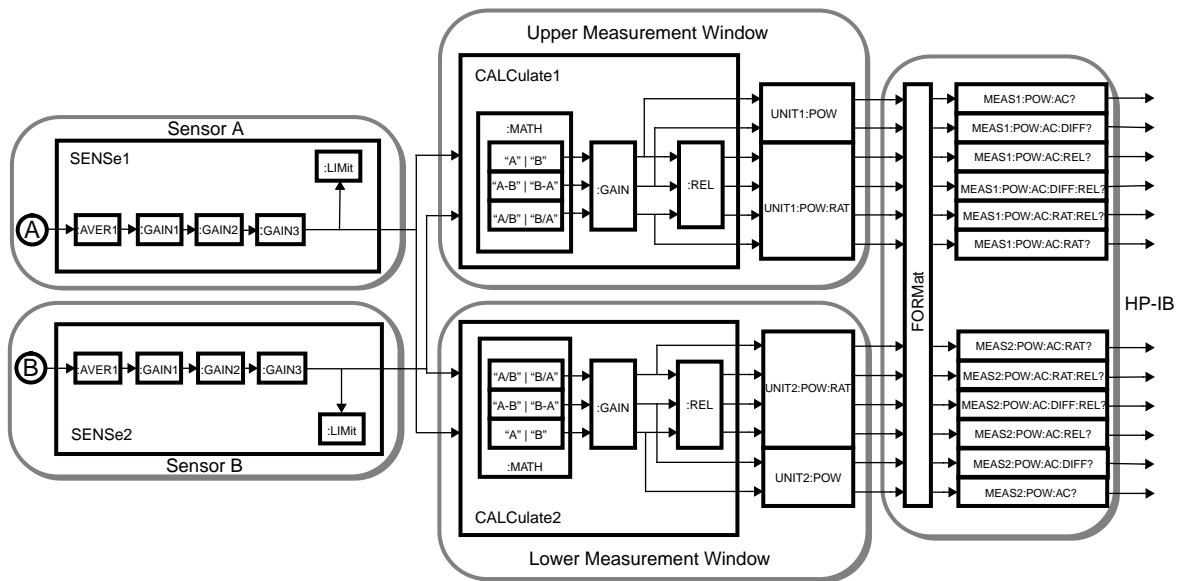 Upper Measurement Window
CALCulate1
:MATH
“A” | “B”
“A-B” | “B-A”
“A/B” | “B/A”
:GAIN
:REL
UNIT1:POW
UNIT1:POW:RAT
Sensor A
SENSe1
:LIMit
A
:AVER1
:GAIN1
:GAIN2
:GAIN3
FORMat
MEAS1:POW:AC?
MEAS1:POW:AC:DIFF?
MEAS1:POW:AC:REL?
MEAS1:POW:AC:DIFF:REL?
MEAS1:POW:AC:RAT:REL?
MEAS1:POW:AC:RAT?
HP-IB
B
:AVER1
:GAIN1
:GAIN2
:GAIN3
:LIMit
SENSe2
Sensor B
“A/B” | “B/A”
“A-B” | “B-A”
“A” | “B”
:MATH
:GAIN
:REL
UNIT2:POW:RAT
UNIT2:POW
CALCulate2
Lower Measurement Window
MEAS2:POW:AC:RAT?
MEAS2:POW:AC:RAT:REL?
MEAS2:POW:AC:DIFF:REL?
MEAS2:POW:AC:REL?
MEAS2:POW:AC:DIFF?
MEAS2:POW:AC?